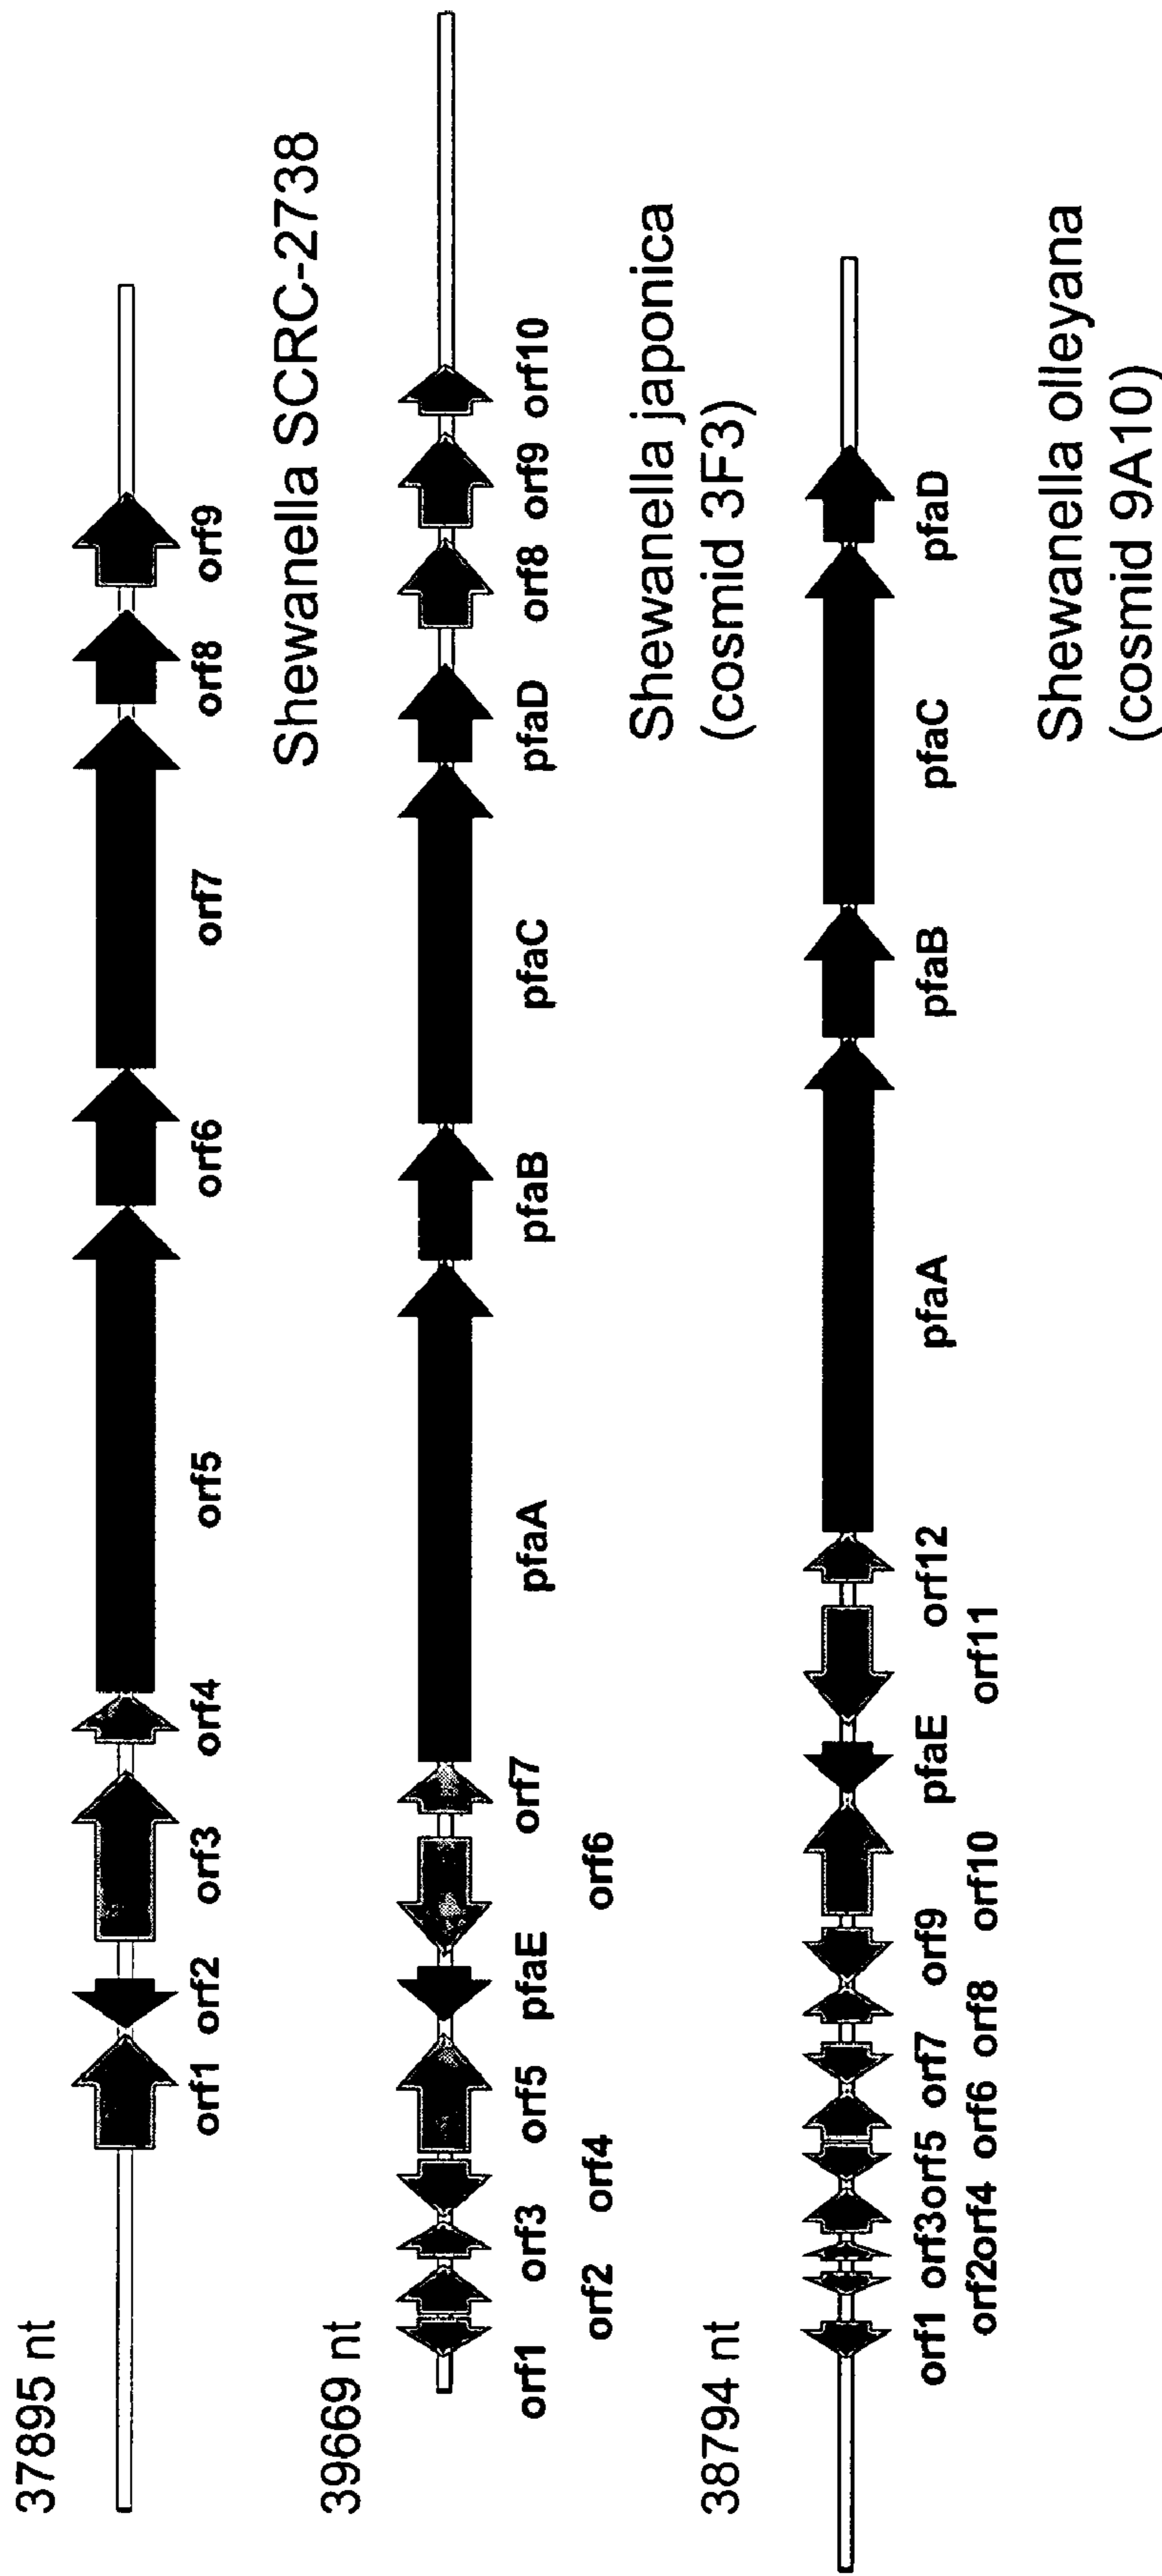 37895 nt
orf1 orf2 orf3 orf4 orf5 orf6 orf7 orf8 orf9
Shewanella SCRC-2738
39669 nt
orf1 orf3 orf5 pfaE orf7 pfaA pfaB pfaC pfaD orf8 orf9 orf10
orf2 orf4 orf6
Shewanella japonica
(cosmid 3F3)
38794 nt
orf1 orf3orf5 orf7 orf9 pfaE orf12 pfaA pfaB pfaC pfaD
orf2orf4 orf6 orf8 orf10 orf11
Shewanella olleyana
(cosmid 9A10)